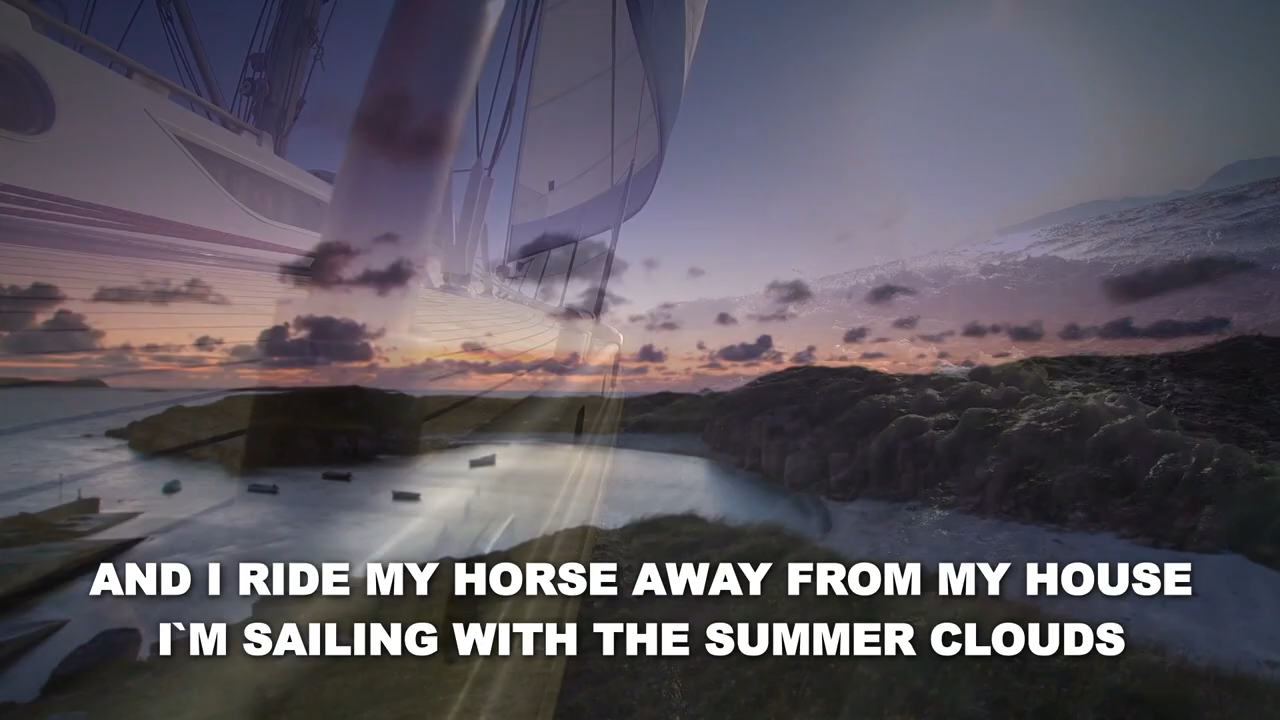 AND I RIDE MY HORSE AWAY FROM MY HOUSE
I`M SAILING WITH THE SUMMER CLOUDS